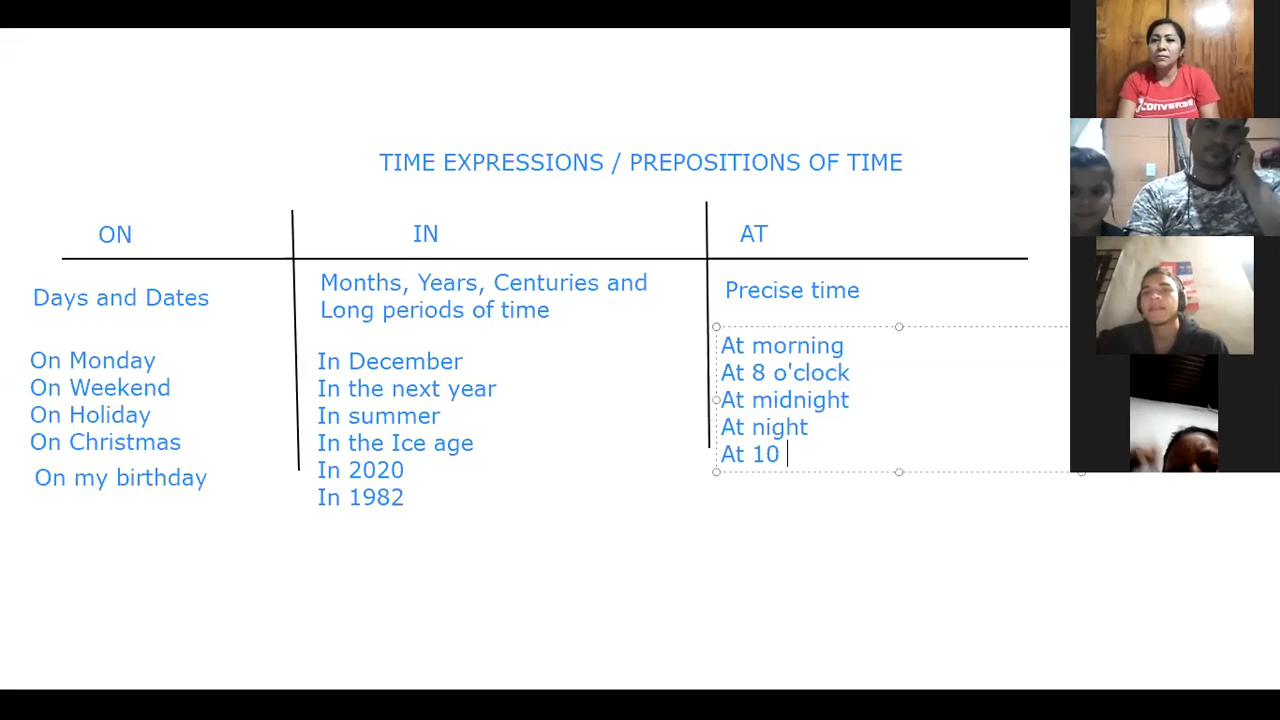 TIME EXPRESSIONS / PREPOSITIONS OF TIME
ON
IN
AT
Days and Dates
Months, Years, Centuries and
Long periods of time
Precise time
On Monday
On Weekend
On Holiday
On Christmas
On my birthday
In December
In the next year
In summer
In the Ice age
In 2020
In 1982
At morning
At 8 o'clock
At midnight
At night
At 10
CONVERSE